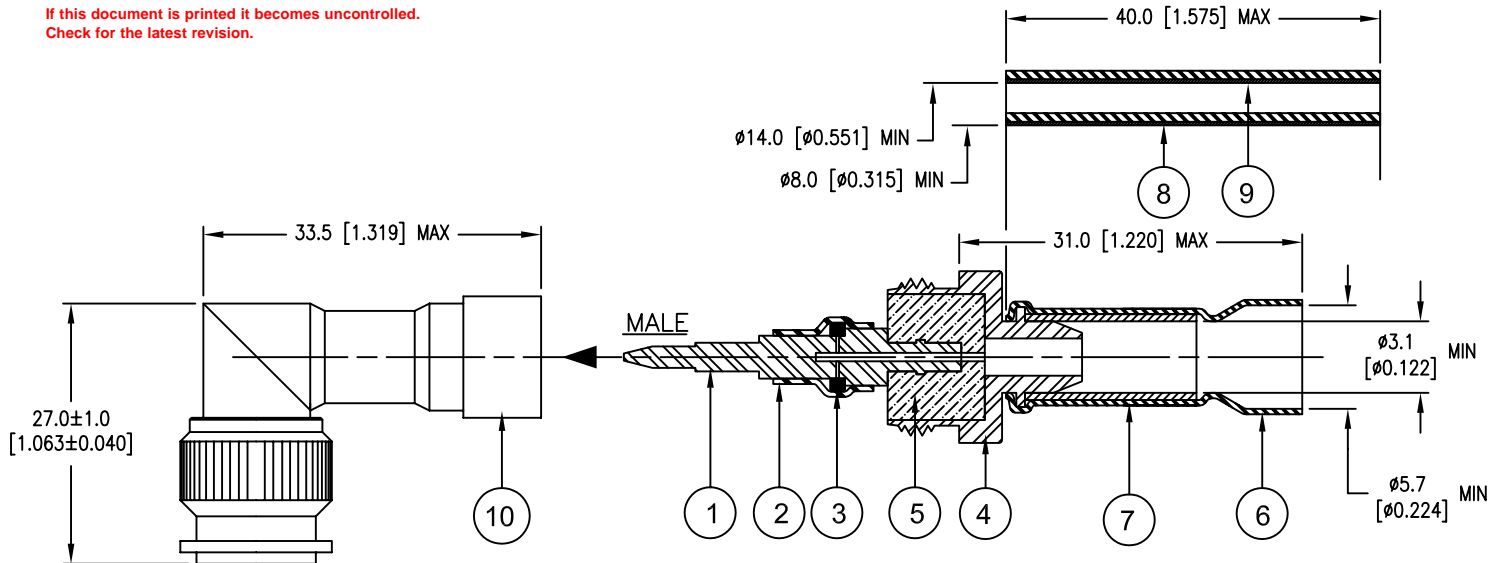 If this document is printed it becomes uncontrolled.
Check for the latest revision.
40.0 [1.575] MAX
ø14.0 [ø0.551] MIN
ø8.0 [ø0.315] MIN
8
9
33.5 [1.319] MAX
31.0 [1.220] MAX
MALE
ø3.1
[ø0.122]
MIN
27.0±1.0
[1.063±0.040]
ø5.7
[ø0.224]
MIN
10
1
2
3
5
4
7
6